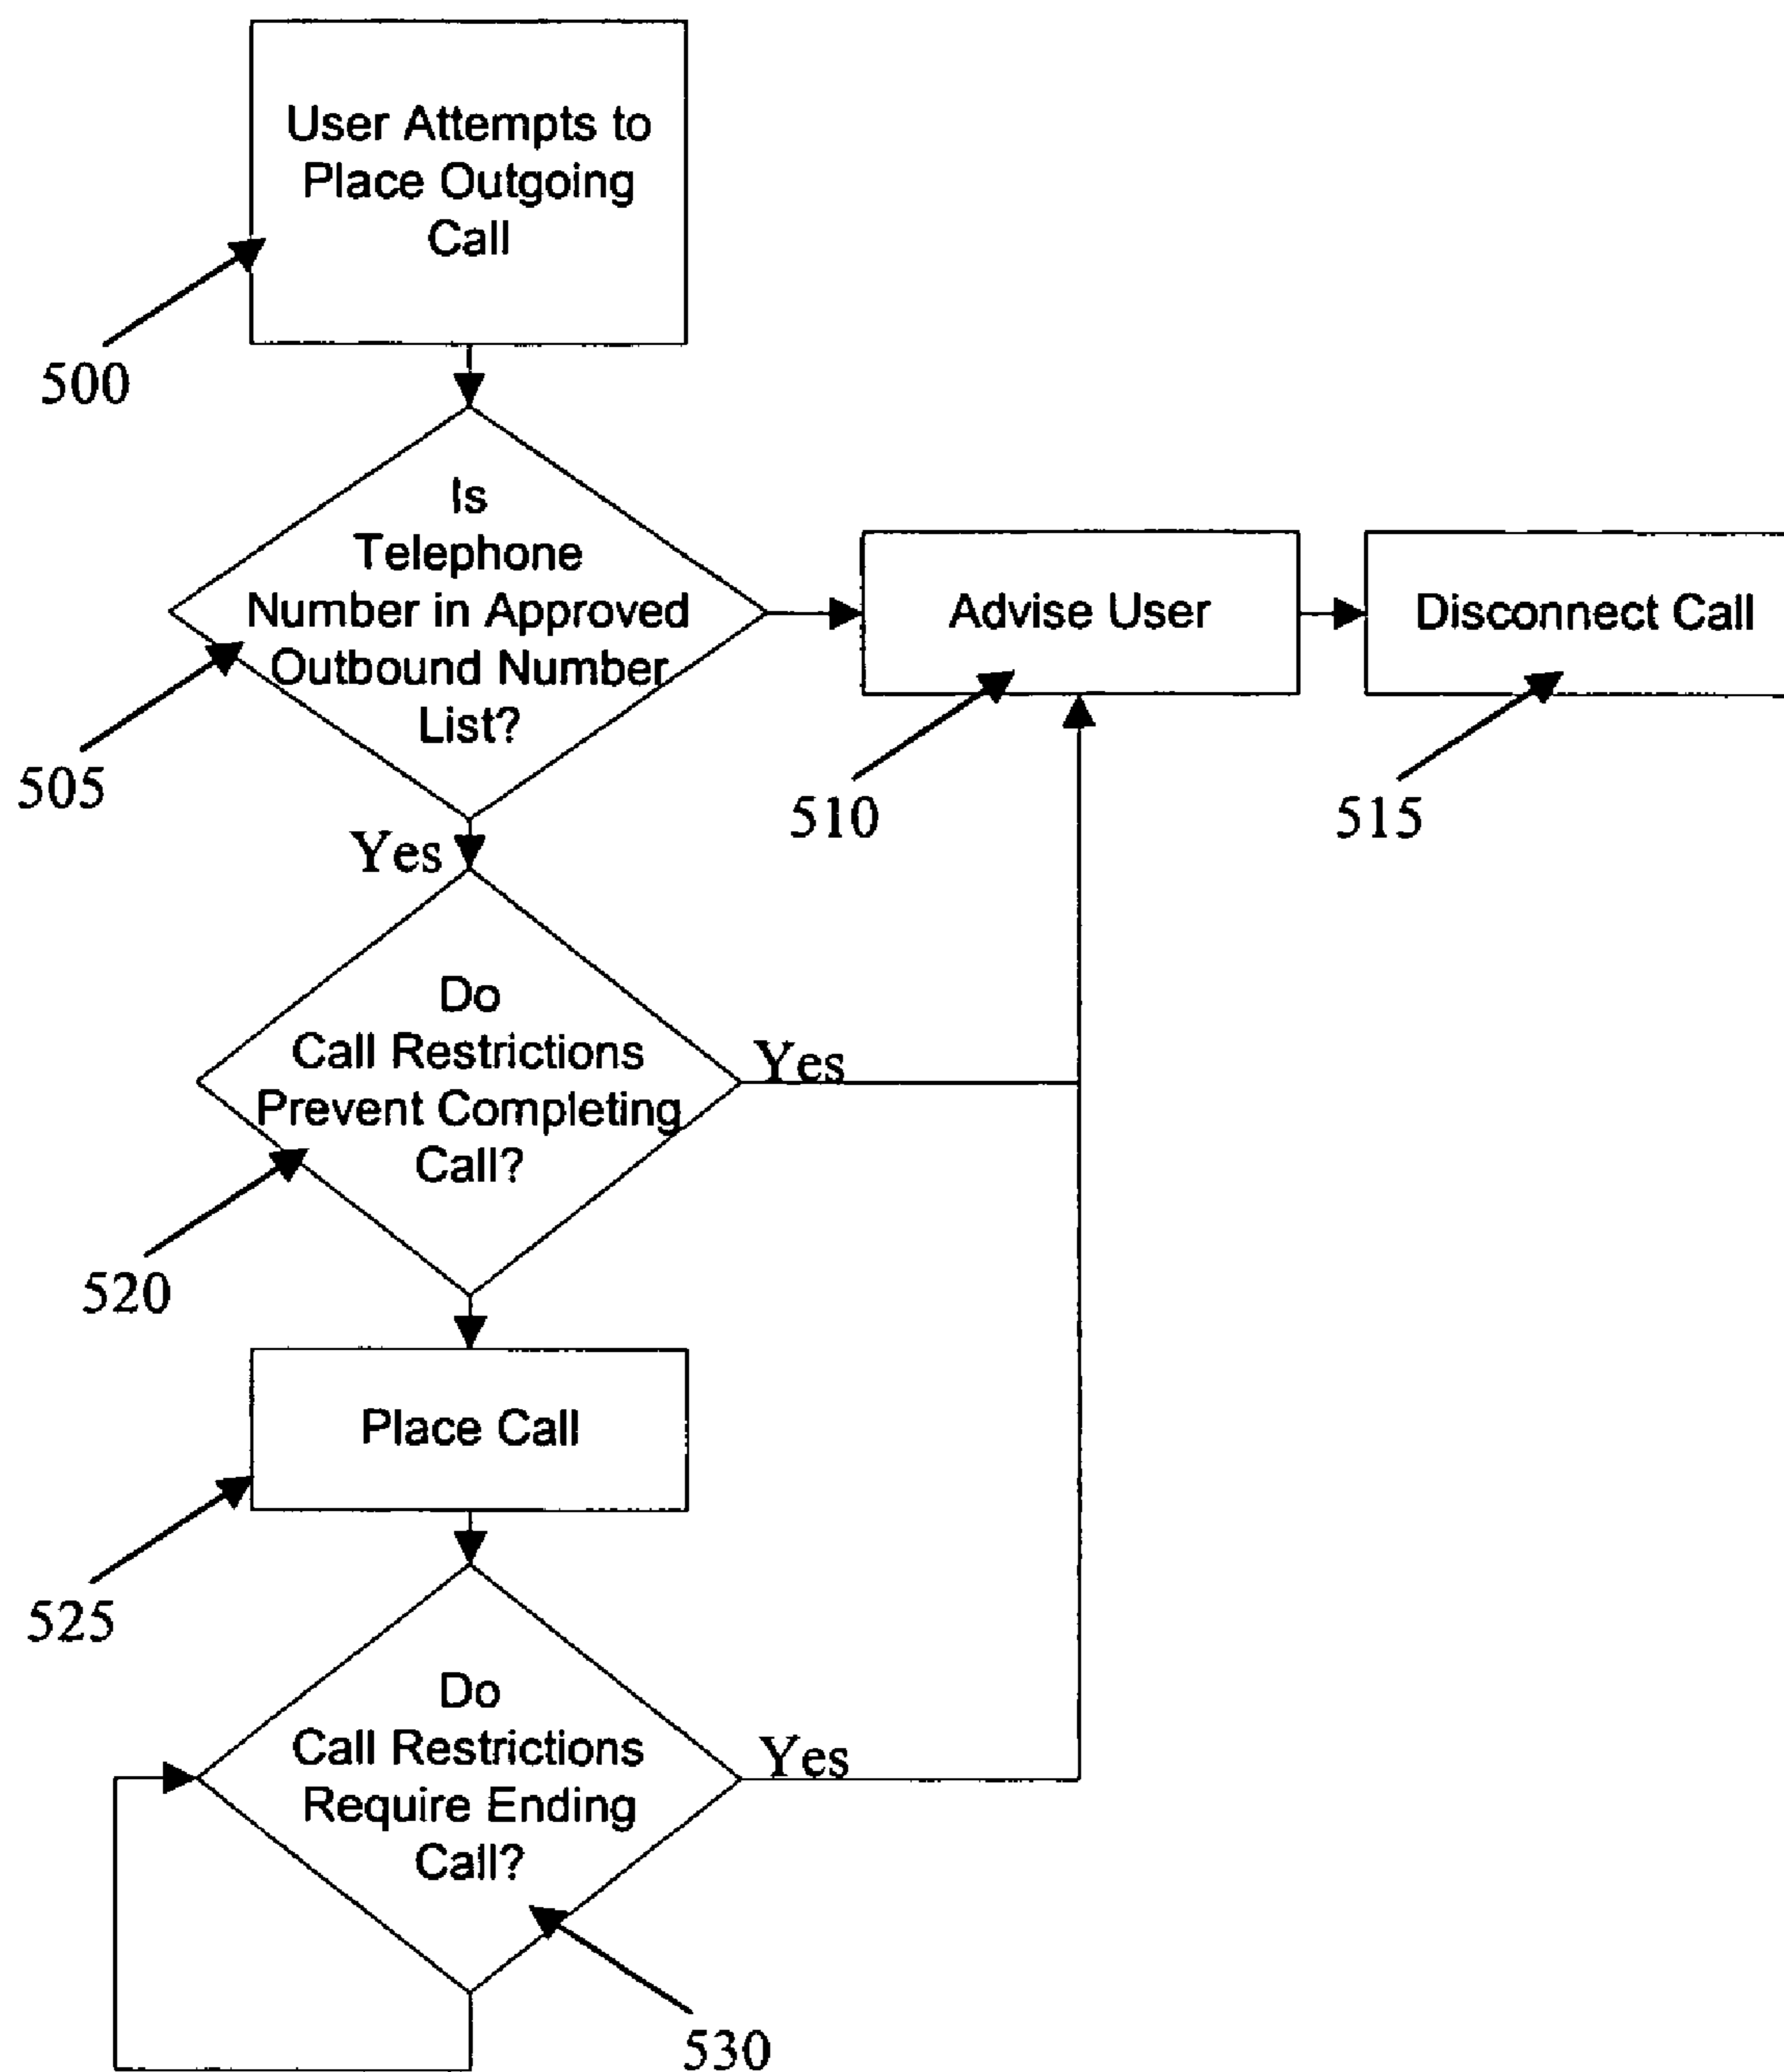 User Attempts to
Place Outgoing
Call
500
Is
Telephone
Number in Approved
Outbound Number
List?
505
Advise User
510
Disconnect Call
515
Yes
Do
Call Restrictions
Prevent Completing
Call?
Yes
520
Place Call
525
Do
Call Restrictions
Require Ending
Call?
Yes
530